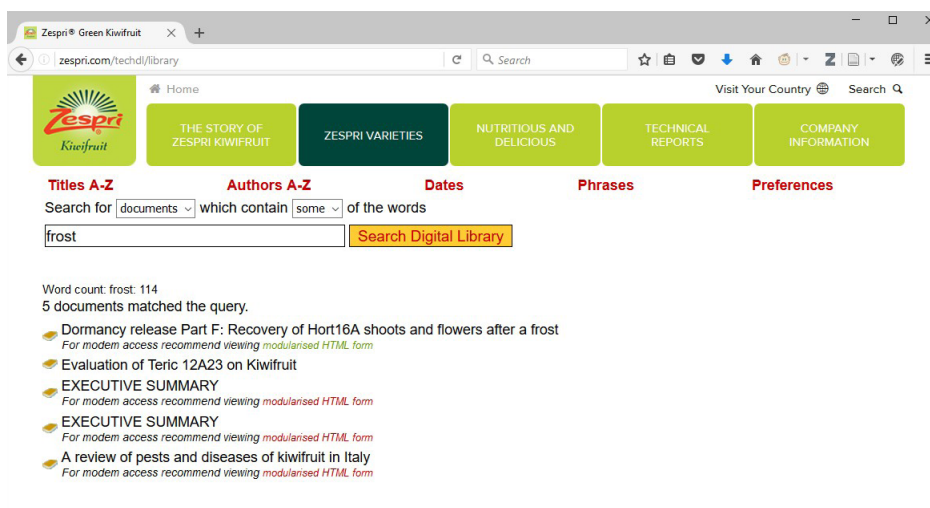 Zespri® Green Kiwifruit
zespri.com/techdl/library
Search
Home
Visit Your Country
Search
Zespri
Kiwifruit
THE STORY OF
ZESPRI KIWIFRUIT
ZESPRI VARIETIES
NUTRITIOUS AND
DELICIOUS
TECHNICAL
REPORTS
COMPANY
INFORMATION
Titles A-Z Authors A-Z Dates Phrases Preferences
Search for documents which contain some of the words
frost Search Digital Library
Word count: frost: 114
5 documents matched the query.
Dormancy release Part F: Recovery of Hort16A shoots and flowers after a frost
For modem access recommend viewing modularised HTML form
Evaluation of Teric 12A23 on Kiwifruit
EXECUTIVE SUMMARY
For modem access recommend viewing modularised HTML form
EXECUTIVE SUMMARY
For modem access recommend viewing modularised HTML form
A review of pests and diseases of kiwifruit in Italy
For modem access recommend viewing modularised HTML form